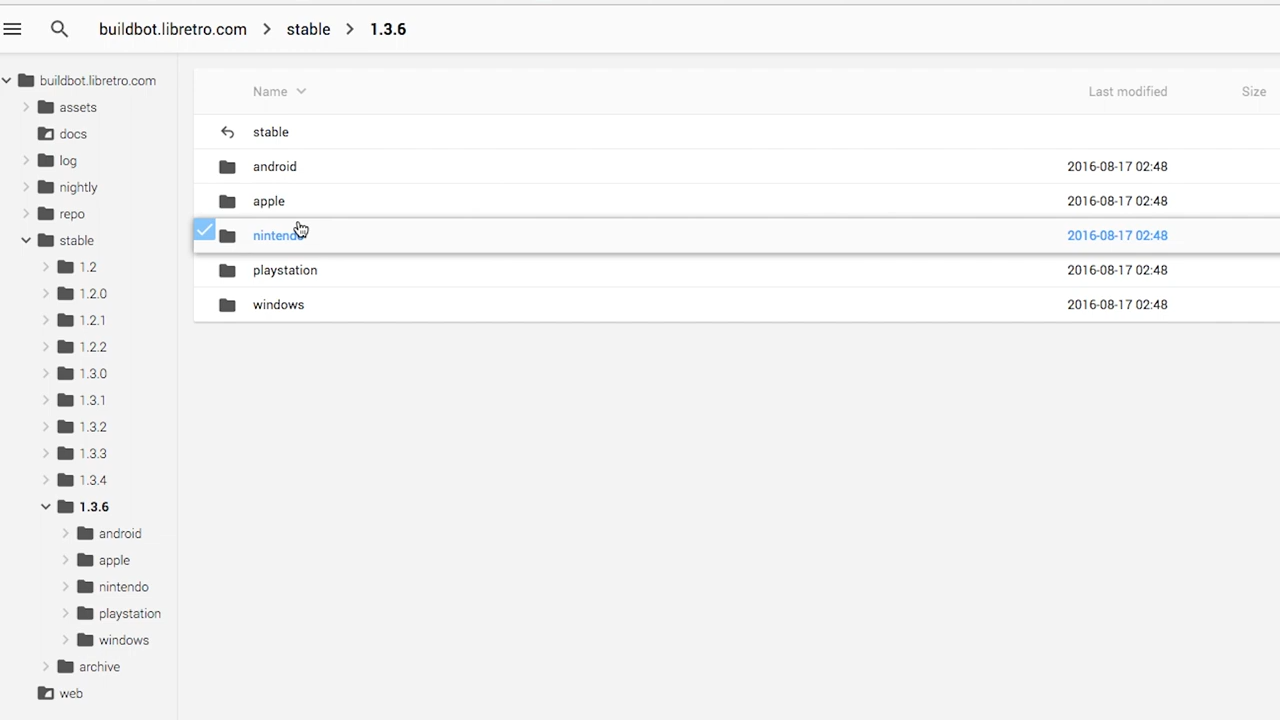 buildbot.libretro.com > stable > 1.3.6
buildbot.libretro.com
assets
docs
log
nightly
repo
stable
1.2
1.2.0
1.2.1
1.2.2
1.3.0
1.3.1
1.3.2
1.3.3
1.3.4
1.3.6
android
apple
nintendo
playstation
windows
archive
web
Name Last modified Size
stable
android 2016-08-17 02:48
apple 2016-08-17 02:48
nintendo 2016-08-17 02:48
playstation 2016-08-17 02:48
windows 2016-08-17 02:48